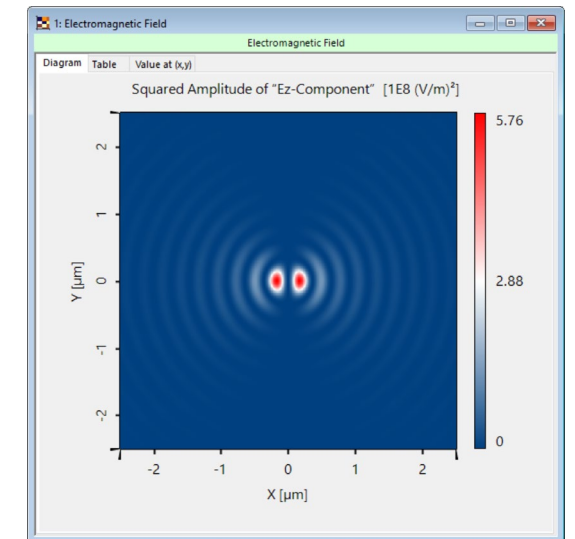 1: Electromagnetic Field
Electromagnetic Field
Diagram Table Value at (x,y)
Squared Amplitude of "Ez-Component" [1E8 (V/m)²]
5.76
2.88
0
Y [µm]
2
1
0
-1
-2
-2 -1 0 1 2
X [µm]